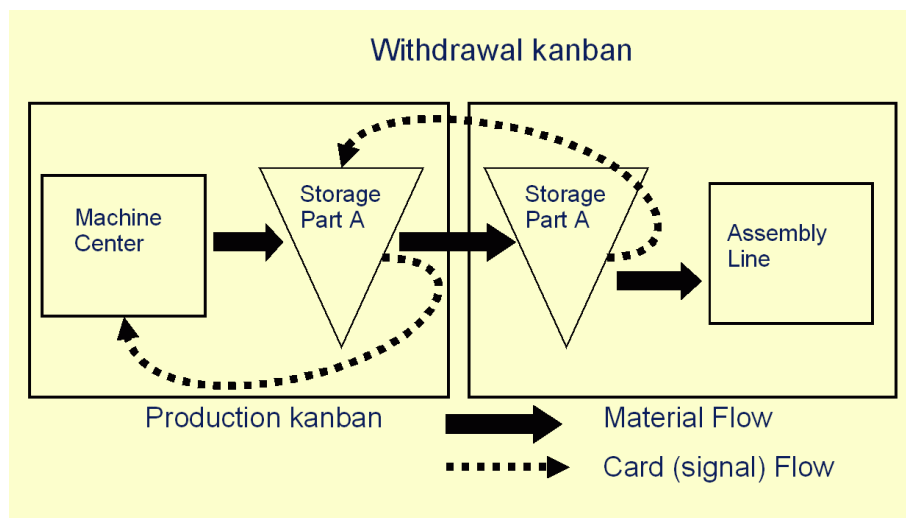 Withdrawal kanban
Machine
Center
Storage
Part A
Storage
Part A
Assembly
Line
Production kanban
Material Flow
Card (signal) Flow